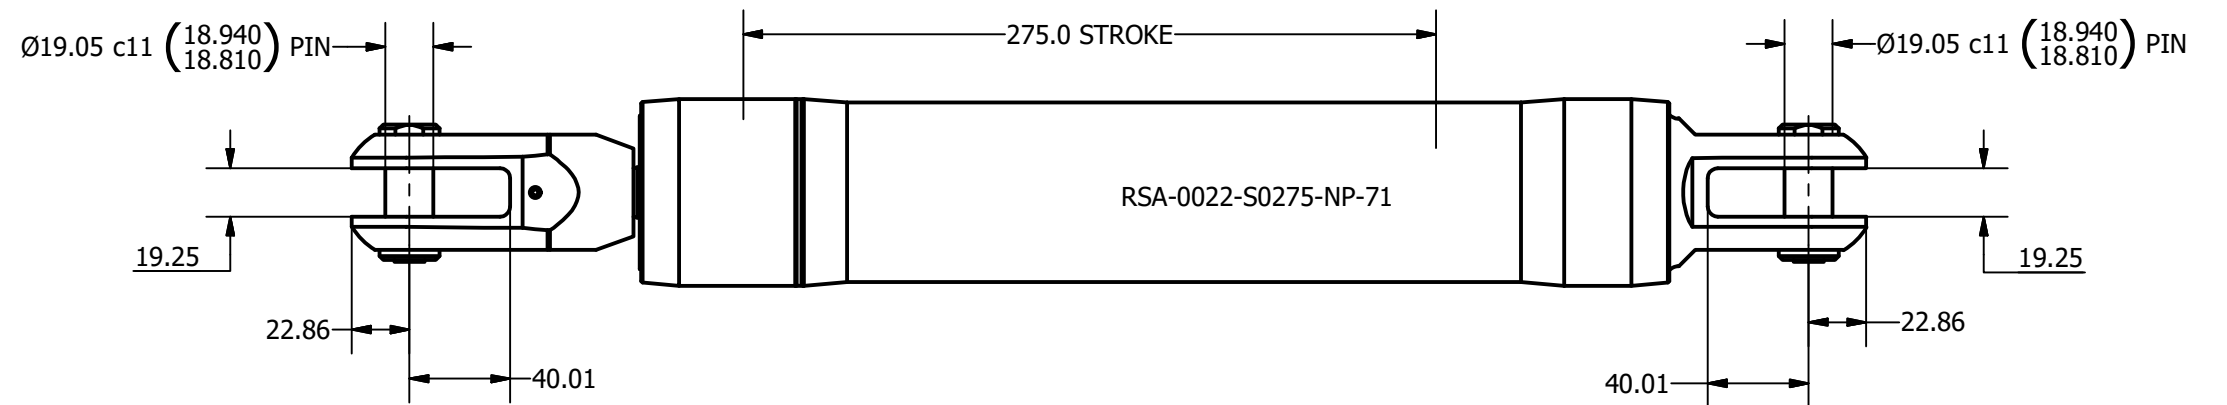 275.0 STROKE
Ø19.05 c11 (18.940
18.810) PIN
Ø19.05 c11 (18.940
18.810) PIN
RSA-0022-S0275-NP-71
19.25
19.25
22.86
22.86
40.01
40.01